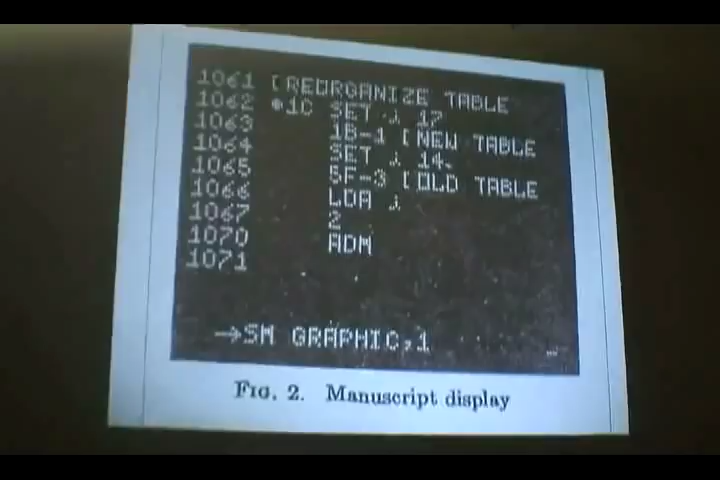 1061 [REORGANIZE TABLE
1062 #1C SET i 17
1063 1B-1 [NEW TABLE
1064 SET i 14
1065 5F-3 [OLD TABLE
1066 LDA i
1067 2
1070 ADM
1071
→SM GRAPHIC,1
FIG. 2. Manuscript display